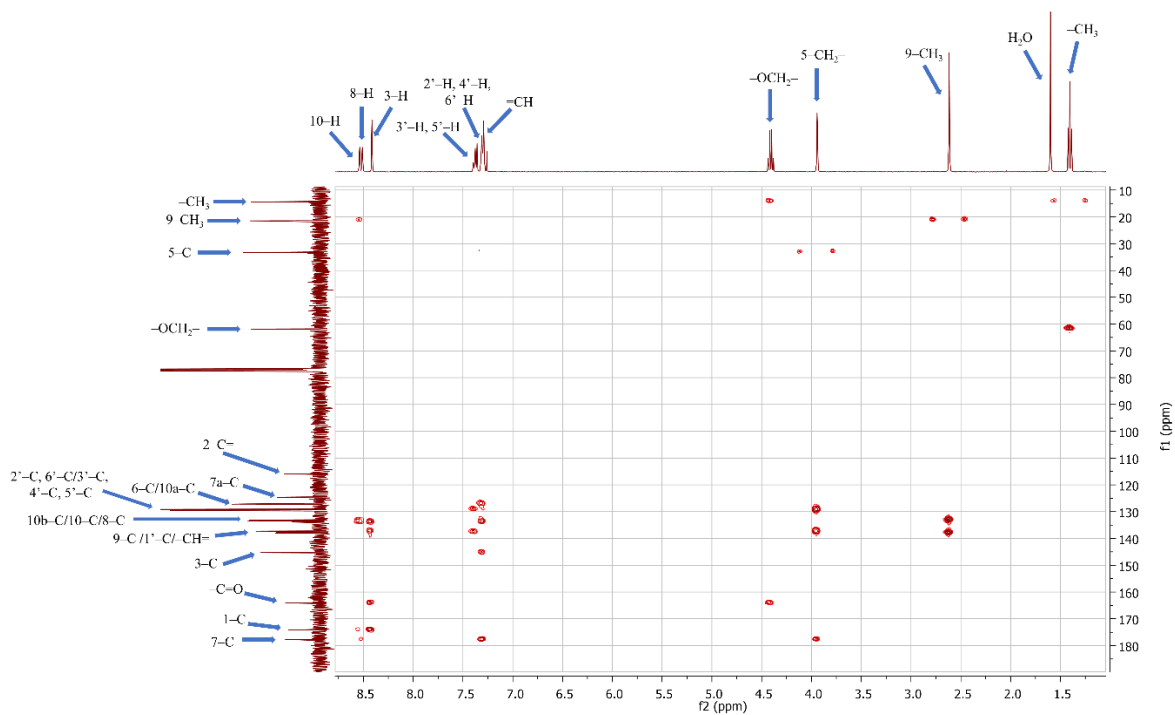 H₂O
–CH₃
5–CH₂–
9–CH₃
–OCH₂–
2'–H, 4'–H,
6' H
=CH
8–H
3–H
10–H
3'–H, 5'–H
–CH₃
9 CH₃
5–C
–OCH₂–
2 C=
2'–C, 6'–C/3'–C,
4'–C, 5'–C
6–C/10a–C
7a–C
10b–C/10–C/8–C
9–C /1'–C/–CH=
3–C
–C=O
1–C
7–C
10
20
30
40
50
60
70
80
90
100
110
120
130
140
150
160
170
180
f1 (ppm)
8.5 8.0 7.5 7.0 6.5 6.0 5.5 5.0 4.5 4.0 3.5 3.0 2.5 2.0 1.5
f2 (ppm)